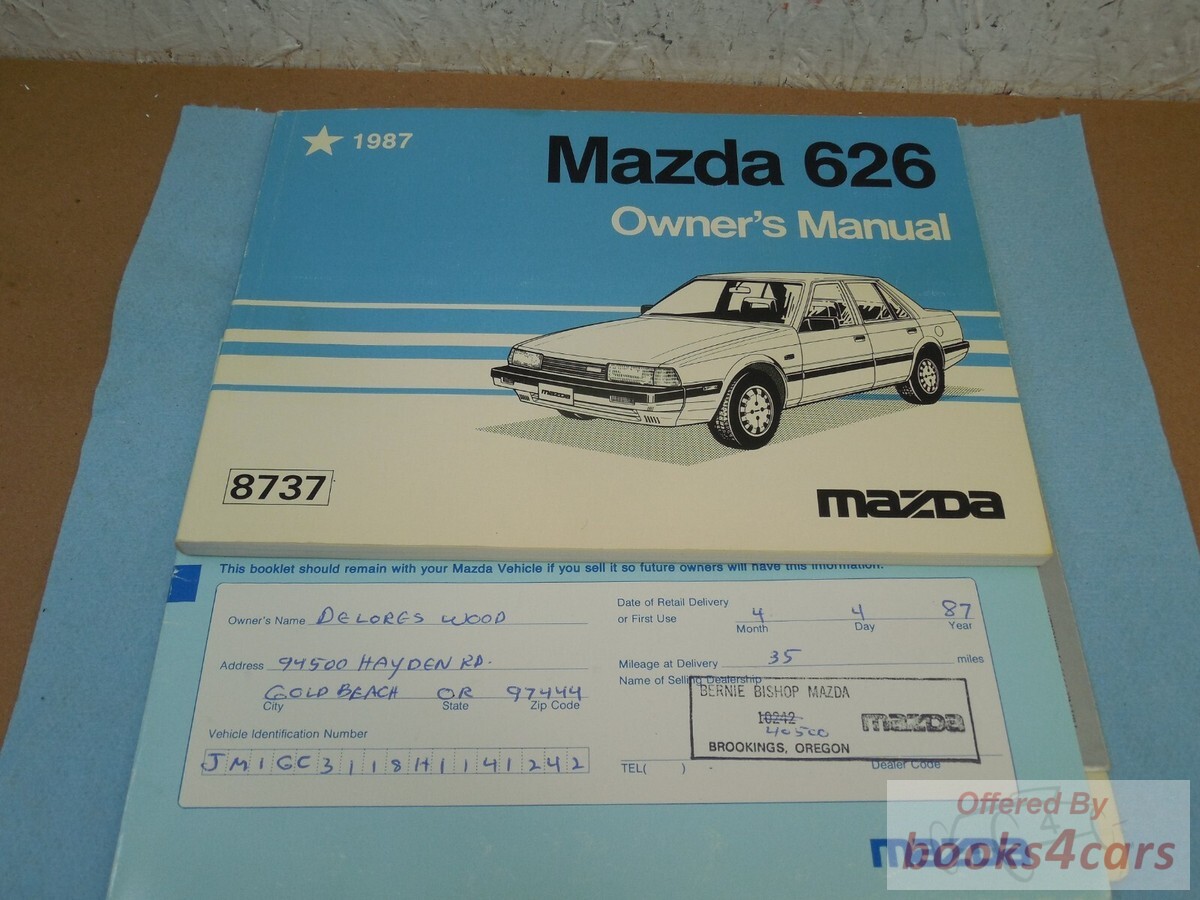 ★ 1987
Mazda 626
Owner's Manual
mazda
8737
mazda
This booklet should remain with your Mazda Vehicle if you sell it so future owners will have this information.
Owner's Name DELORES WOOD
Address 94500 HAYDEN RD.
GOLD BEACH OR 97444
City State Zip Code
Vehicle Identification Number
JM1GC3118H1141242
Date of Retail Delivery
or First Use 4 4 87
Month Day Year
Mileage at Delivery 35 miles
Name of Selling Dealership
BERNIE BISHOP MAZDA
10242
40500
mazda
BROOKINGS, OREGON
TEL( ) -
Dealer Code
mazda
4
Offered By
books4cars